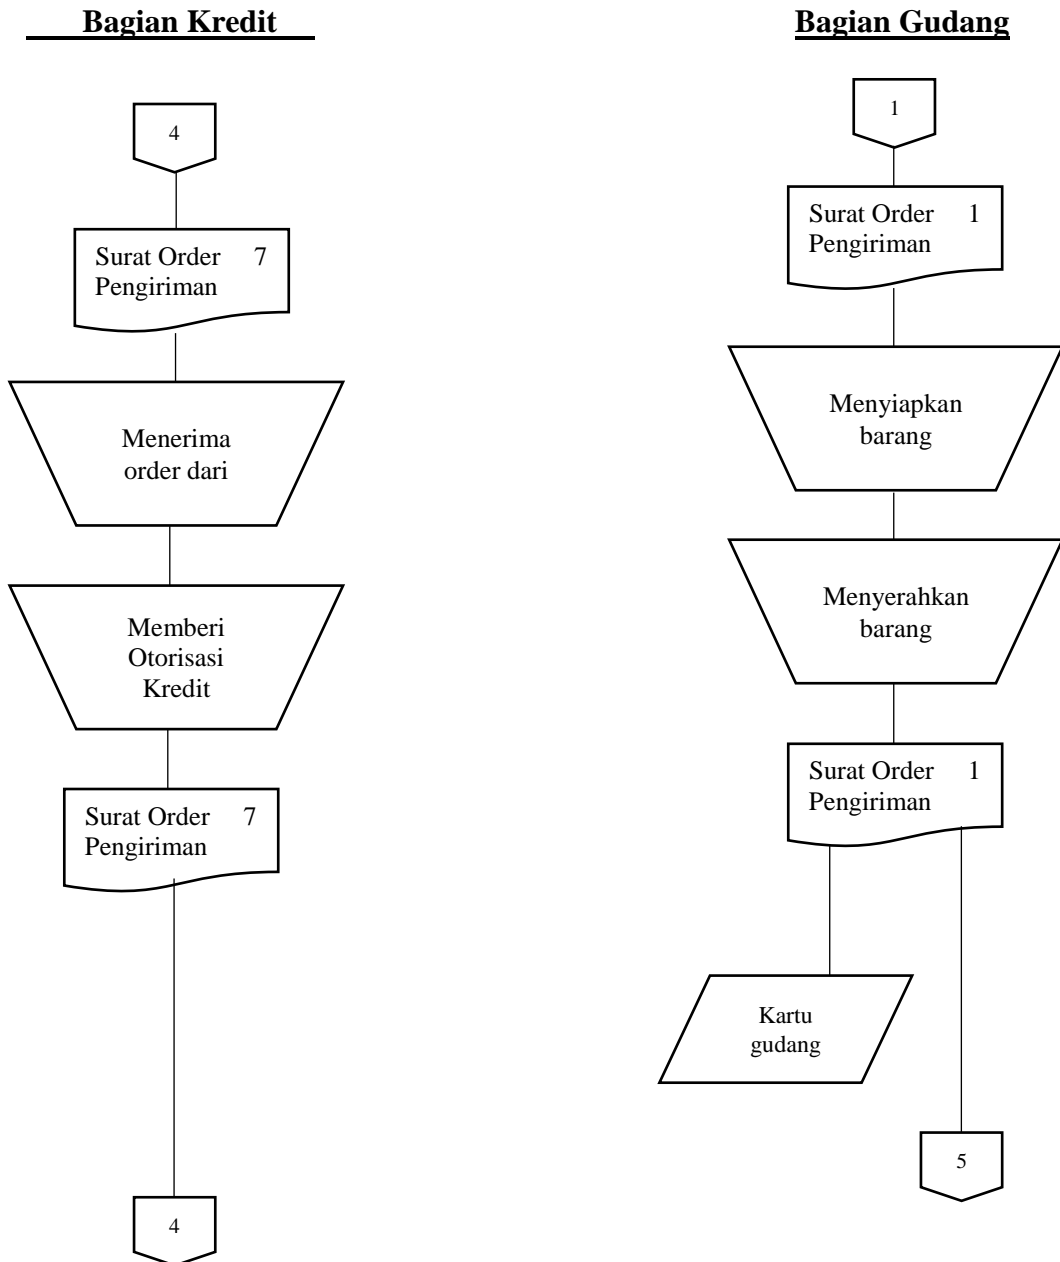 Bagian Kredit
4
Surat Order 7
Pengiriman
Menerima
order dari
Memberi
Otorisasi
Kredit
Surat Order 7
Pengiriman
4
Bagian Gudang
1
Surat Order 1
Pengiriman
Menyiapkan
barang
Menyerahkan
barang
Surat Order 1
Pengiriman
Kartu
gudang
5